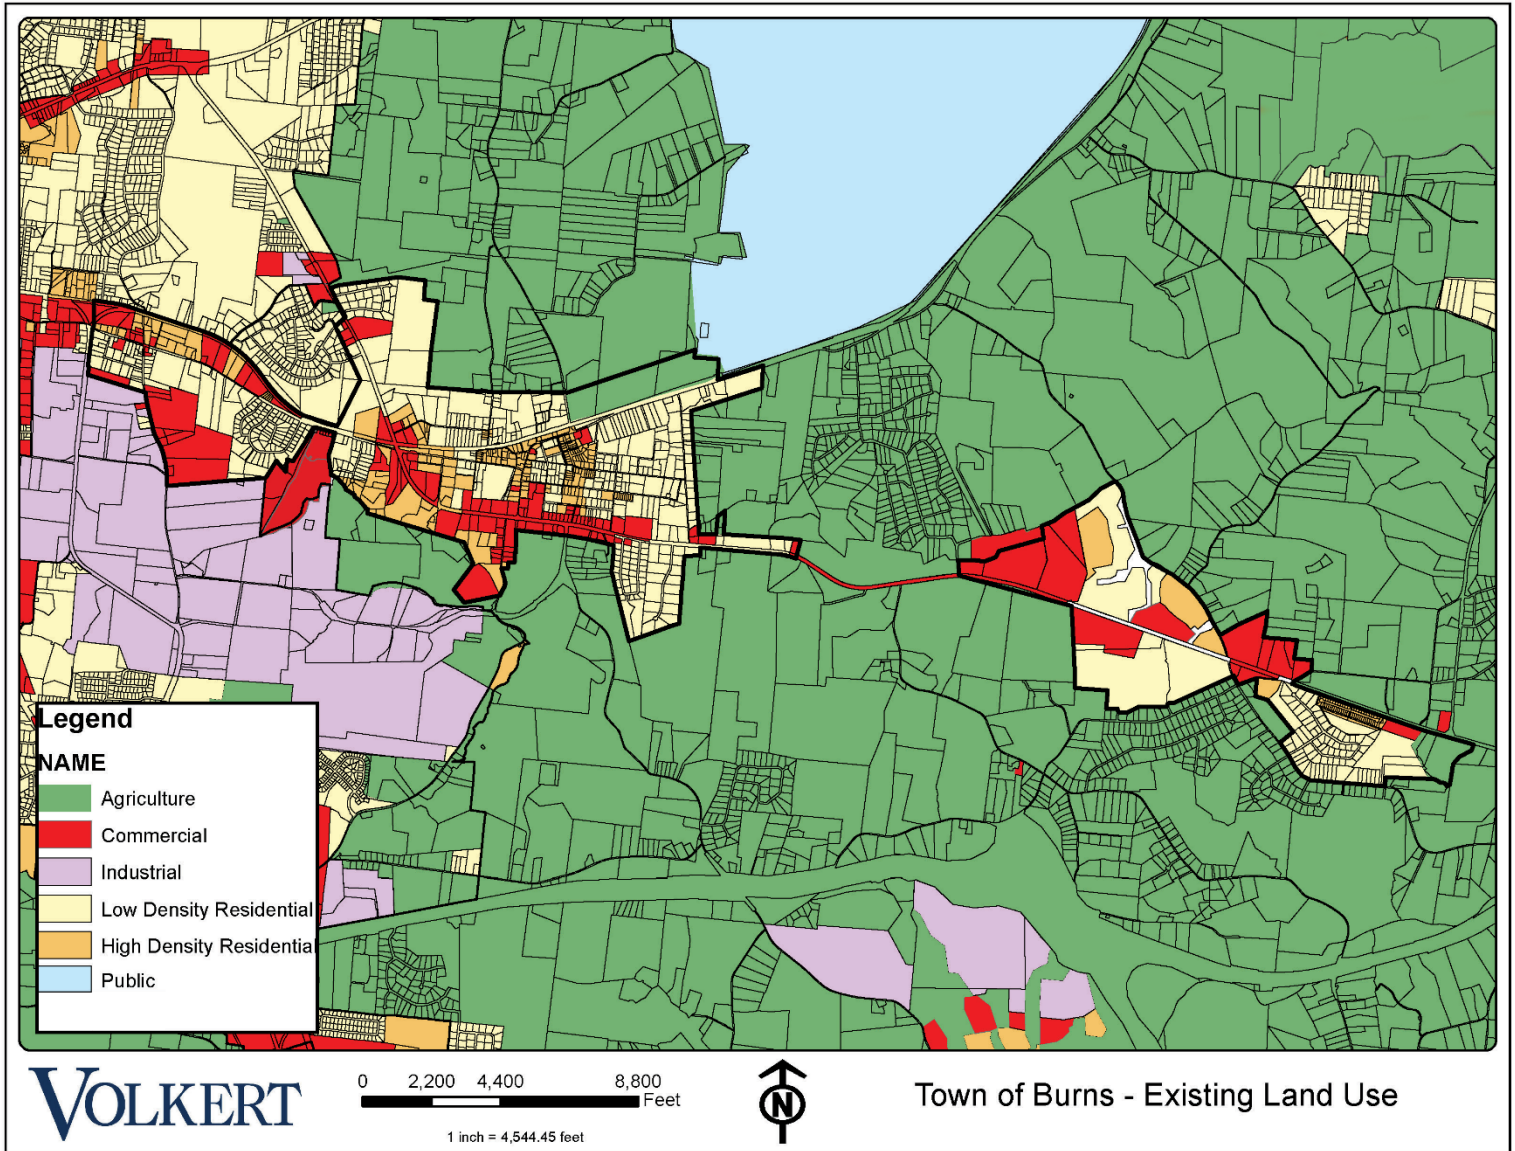 Legend
NAME
Agriculture
Commercial
Industrial
Low Density Residential
High Density Residential
Public
VOLKERT
0 2,200 4,400 8,800
Feet
1 inch = 4,544.45 feet
N
Town of Burns - Existing Land Use